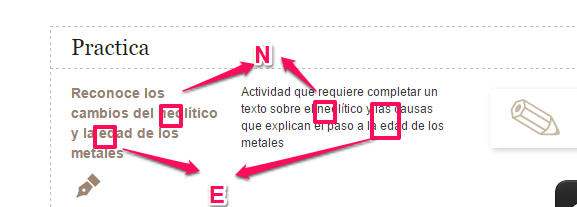 Practica
N
Reconoce los
cambios del neolítico
y la edad de los
metales
Actividad que requiere completar un
texto sobre el neolítico y las causas
que explican el paso a la edad de los
metales
E